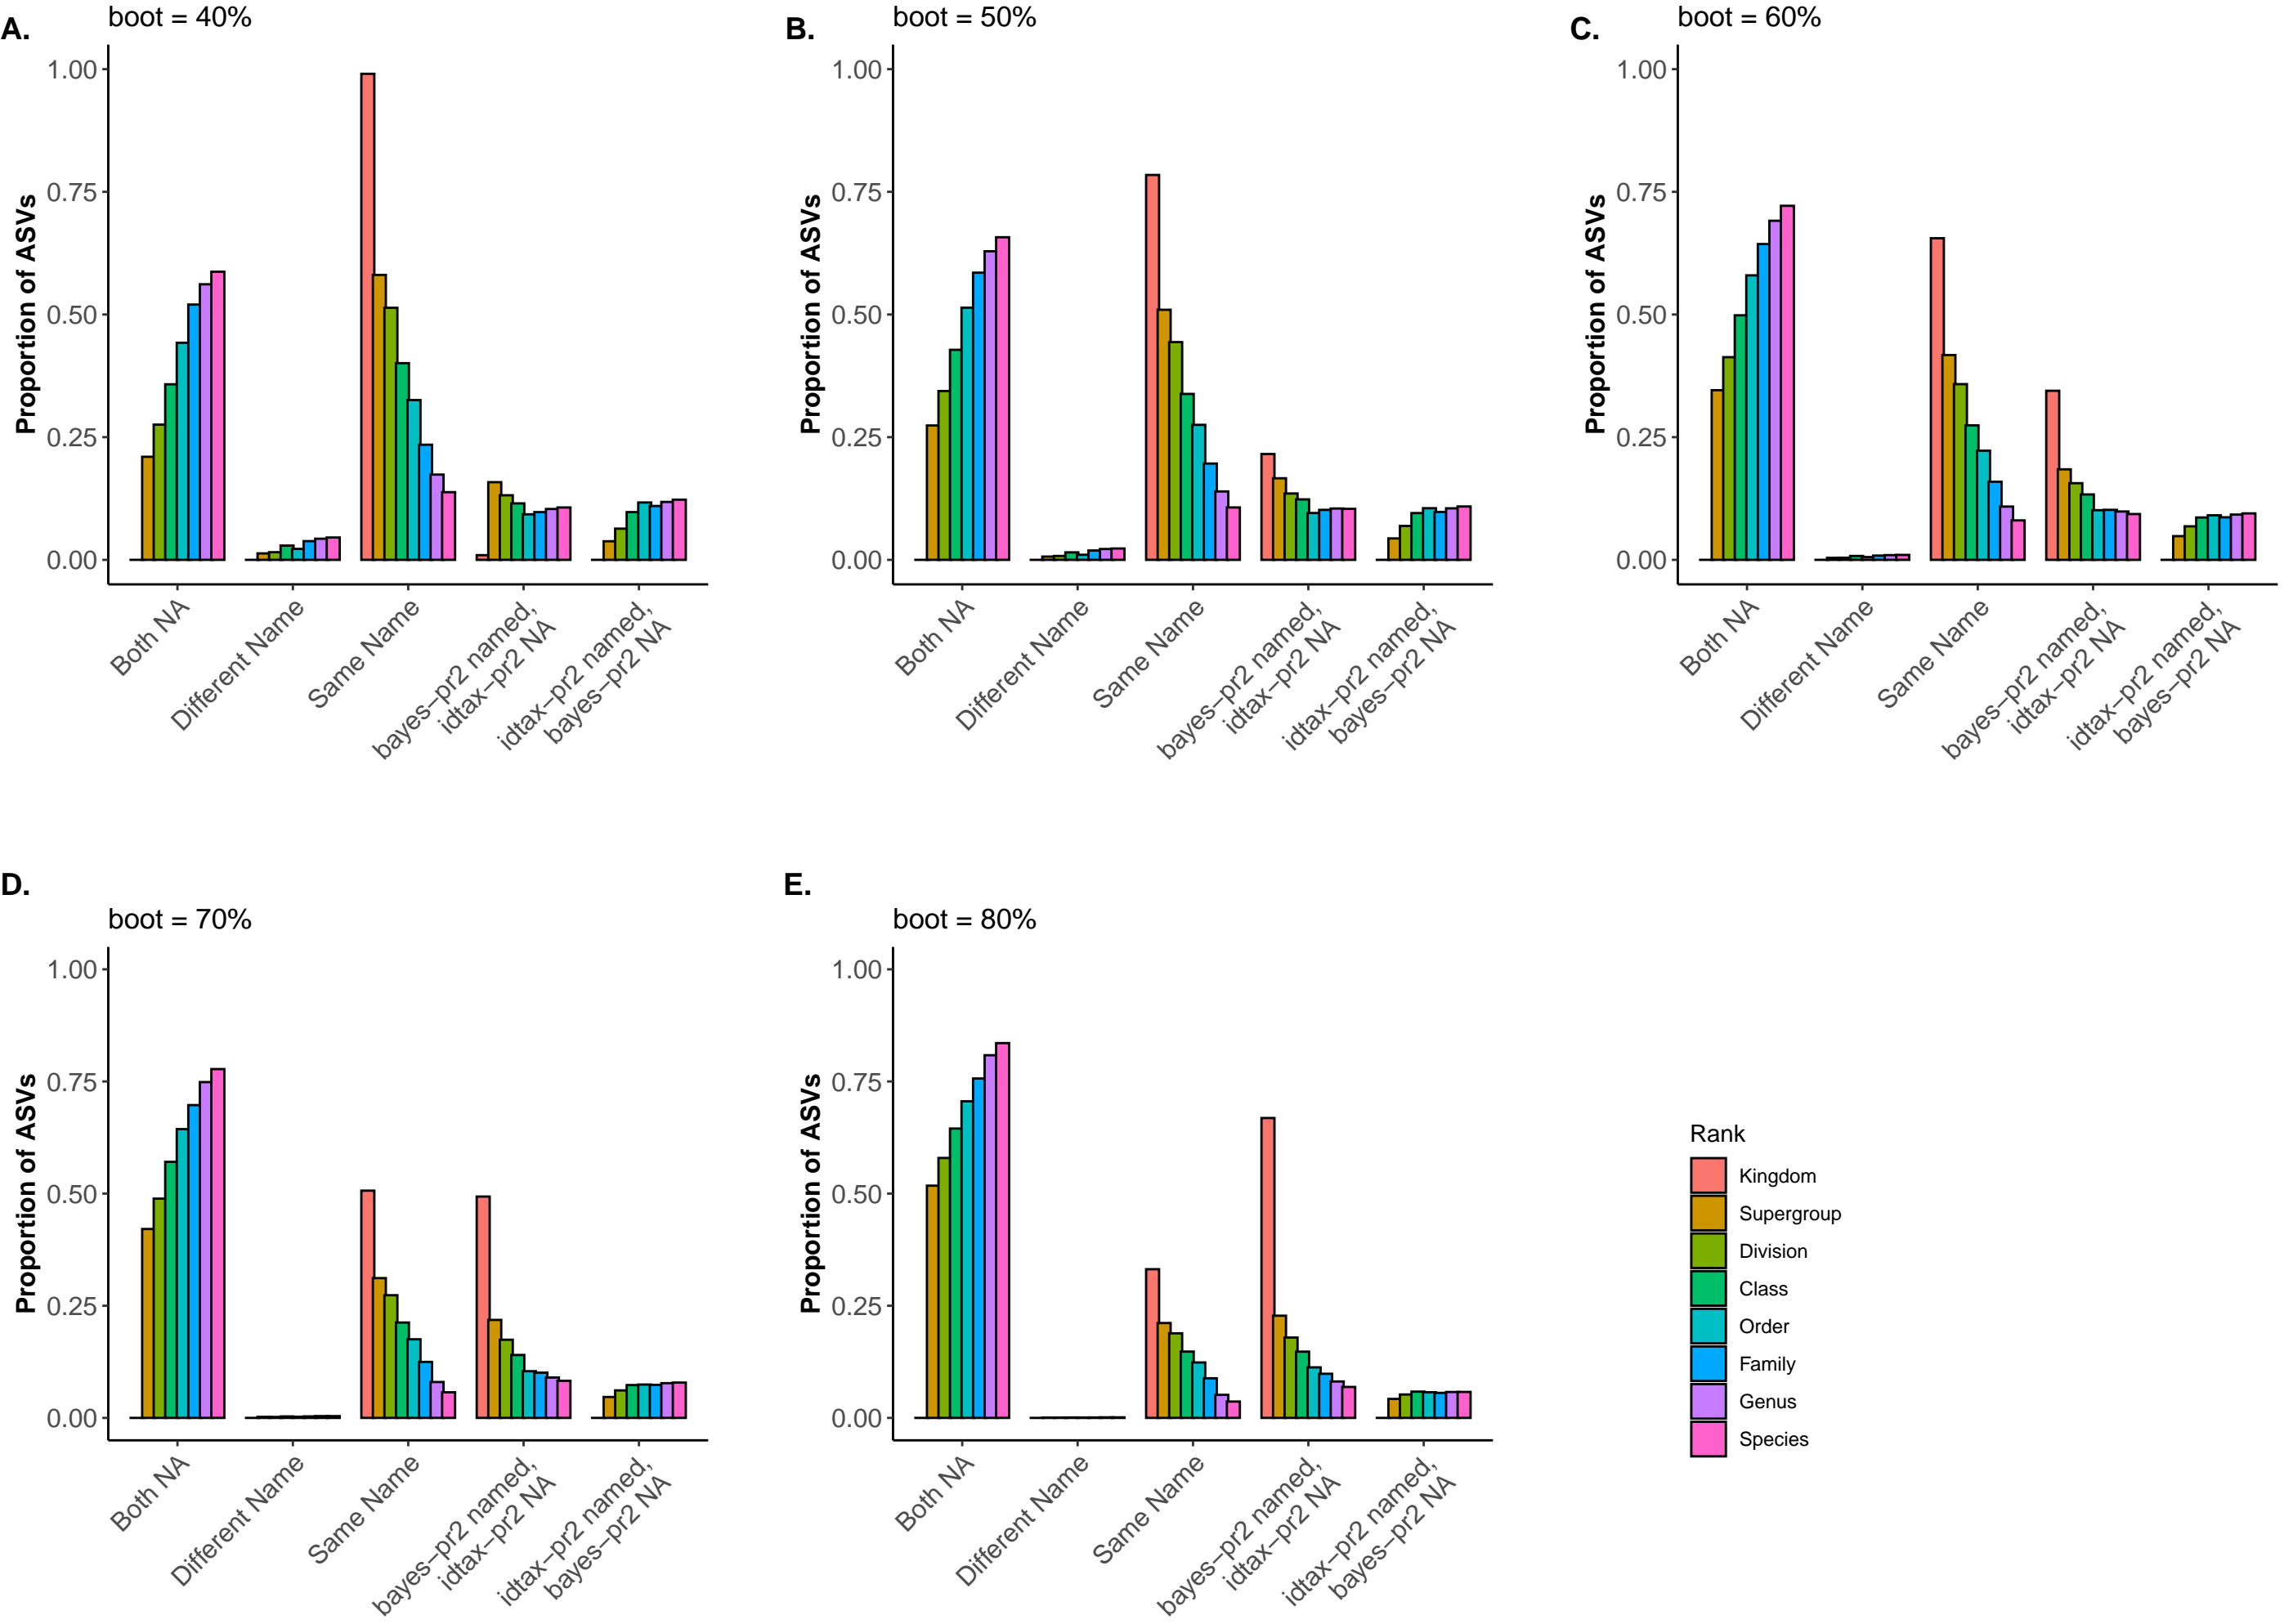 A.
boot = 40%
Proportion of ASVs
1.00
0.75
0.50
0.25
0.00
Both NA
Different Name
Same Name
bayes−pr2 named,
idtax−pr2 NA
idtax−pr2 named,
bayes−pr2 NA
B.
boot = 50%
Proportion of ASVs
1.00
0.75
0.50
0.25
0.00
Both NA
Different Name
Same Name
bayes−pr2 named,
idtax−pr2 NA
idtax−pr2 named,
bayes−pr2 NA
C.
boot = 60%
Proportion of ASVs
1.00
0.75
0.50
0.25
0.00
Both NA
Different Name
Same Name
bayes−pr2 named,
idtax−pr2 NA
idtax−pr2 named,
bayes−pr2 NA
D.
boot = 70%
Proportion of ASVs
1.00
0.75
0.50
0.25
0.00
Both NA
Different Name
Same Name
bayes−pr2 named,
idtax−pr2 NA
idtax−pr2 named,
bayes−pr2 NA
E.
boot = 80%
Proportion of ASVs
1.00
0.75
0.50
0.25
0.00
Both NA
Different Name
Same Name
bayes−pr2 named,
idtax−pr2 NA
idtax−pr2 named,
bayes−pr2 NA
Rank
Kingdom
Supergroup
Division
Class
Order
Family
Genus
Species